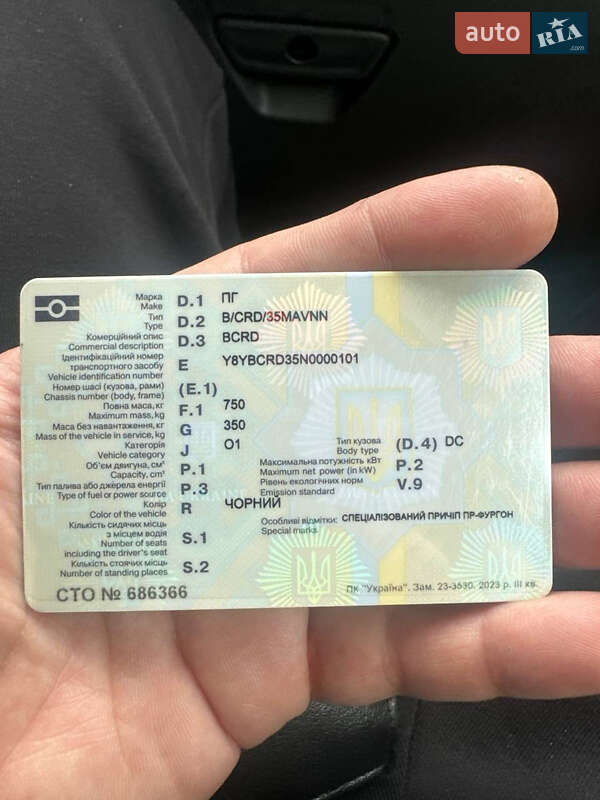 auto RIA .com
Марка D.1 ПГ
Make
Тип D.2 B/CRD/35MAVNN
Type
Комерційний опис D.3 BCRD
Commercial description
Ідентифікаційний номер
транспортного засобу E Y8YBCRD35N0000101
Vehicle identification number
Номер шасі (кузова, рами) (E.1)
Chassis number (body, frame)
Повна маса, кг F.1 750
Maximum mass, kg
Маса без навантаження, кг G 350
Mass of the vehicle in service, kg
Категорія J О1
Vehicle category
Тип кузова (D.4) DC
Body type
Об'єм двигуна, см³ P.1
Capacity, cm³
Максимальна потужність кВт P.2
Maximum net power (in kW)
Тип палива або джерела енергії P.3
Type of fuel or power source
Рівень екологічних норм V.9
Emission standard
Колір R ЧОРНИЙ
Color of the vehicle
Кількість сидячих місць
з місцем водія S.1
Number of seats
including the driver's seat
Особливі відмітки: СПЕЦІАЛІЗОВАНИЙ ПРИЧІП ПР-ФУРГОН
Special marks
Кількість стоячих місць S.2
Number of standing places
СТО № 686366
ПК "Україна". Зам. 23-3530. 2023 р. III кв.